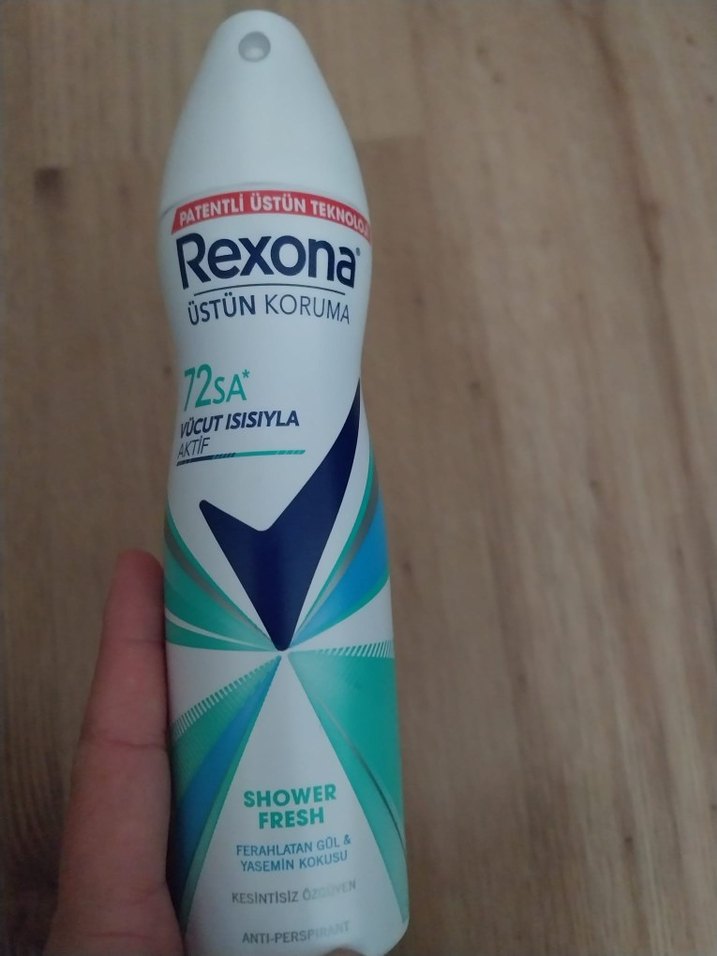 PATENTLİ ÜSTÜN TEKNOLOJİ
Rexona®
ÜSTÜN KORUMA
72SA*
VÜCUT ISISIYLA
AKTİF
SHOWER
FRESH
FERAHLATAN GÜL &
YASEMİN KOKUSU
KESİNTİSİZ ÖZGÜVEN
ANTI-PERSPIRANT